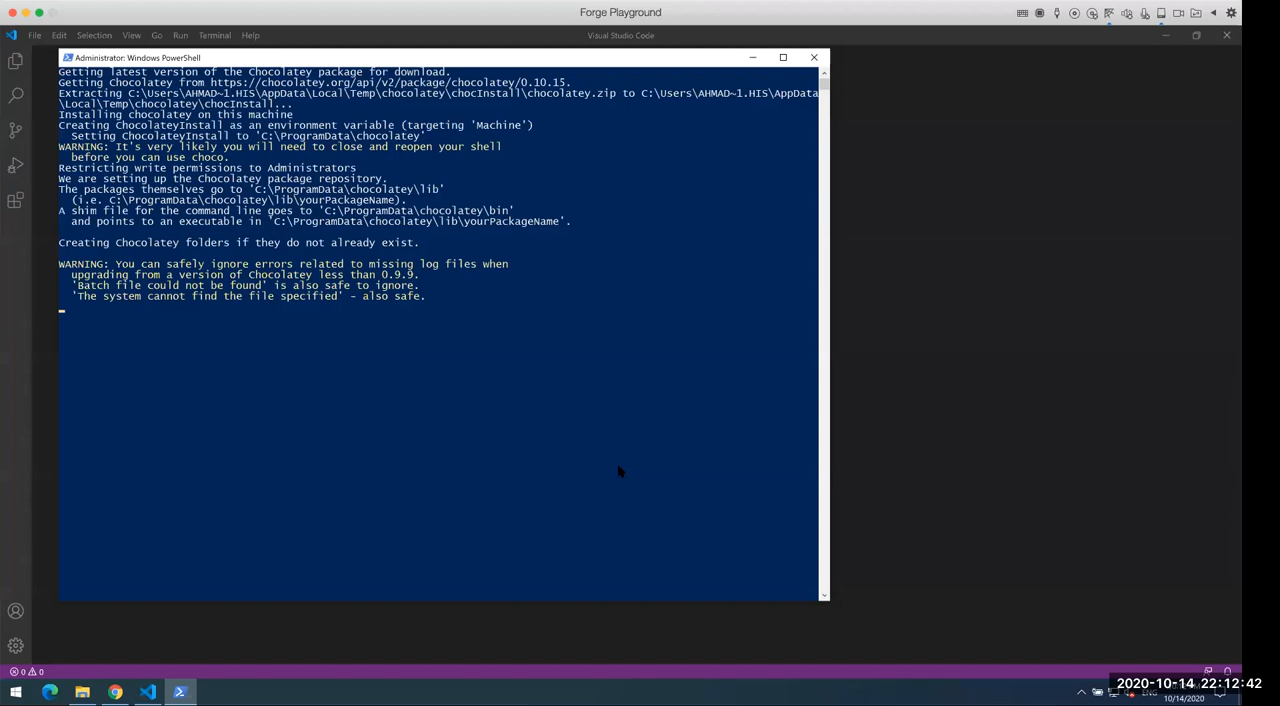 Forge Playground
File Edit Selection View Go Run Terminal Help Visual Studio Code
Administrator: Windows PowerShell
Getting latest version of the Chocolatey package for download.
Getting Chocolatey from https://chocolatey.org/api/v2/package/chocolatey/0.10.15.
Extracting C:\Users\AHMAD~1.HIS\AppData\Local\Temp\chocolatey\chocInstall\chocolatey.zip to C:\Users\AHMAD~1.HIS\AppData
\Local\Temp\chocolatey\chocInstall...
Installing chocolatey on this machine
Creating ChocolateyInstall as an environment variable (targeting 'Machine')
  Setting ChocolateyInstall to 'C:\ProgramData\chocolatey'
WARNING: It's very likely you will need to close and reopen your shell
  before you can use choco.
Restricting write permissions to Administrators
We are setting up the Chocolatey package repository.
The packages themselves go to 'C:\ProgramData\chocolatey\lib'
  (i.e. C:\ProgramData\chocolatey\lib\yourPackageName).
A shim file for the command line goes to 'C:\ProgramData\chocolatey\bin'
  and points to an executable in 'C:\ProgramData\chocolatey\lib\yourPackageName'.
Creating Chocolatey folders if they do not already exist.
WARNING: You can safely ignore errors related to missing log files when
  upgrading from a version of Chocolatey less than 0.9.9.
  'Batch file could not be found' is also safe to ignore.
  'The system cannot find the file specified' - also safe.
0 0
2020-10-14 22:12:42
ENG
10/14/2020